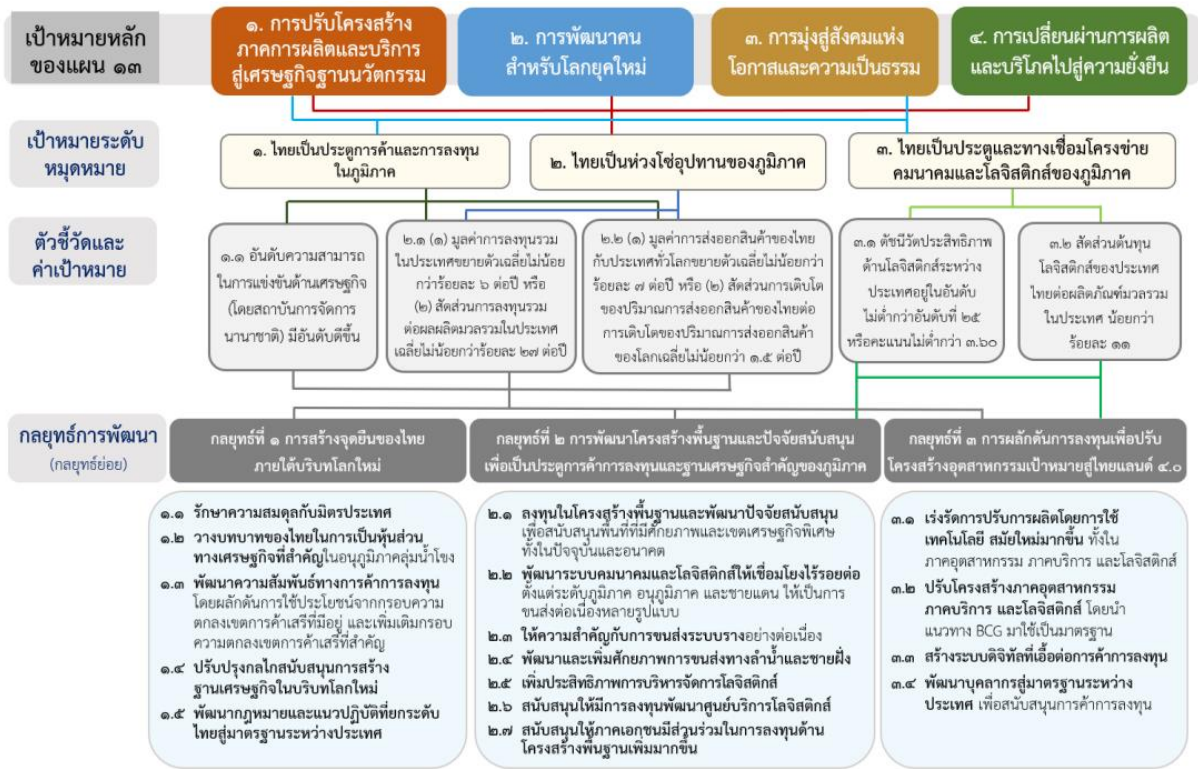 เป้าหมายหลัก
ของแผน ๑๓
๑. การปรับโครงสร้าง
ภาคการผลิตและบริการ
สู่เศรษฐกิจฐานนวัตกรรม
๒. การพัฒนาคน
สำหรับโลกยุคใหม่
๓. การมุ่งสู่สังคมแห่ง
โอกาสและความเป็นธรรม
๔. การเปลี่ยนผ่านการผลิต
และบริโภคไปสู่ความยั่งยืน
เป้าหมายระดับ
หมุดหมาย
๑. ไทยเป็นประตูการค้าและการลงทุน
ในภูมิภาค
๒. ไทยเป็นห่วงโซ่อุปทานของภูมิภาค
๓. ไทยเป็นประตูและทางเชื่อมโครงข่าย
คมนาคมและโลจิสติกส์ของภูมิภาค
ตัวชี้วัดและ
ค่าเป้าหมาย
๑.๑ อันดับความสามารถ
ในการแข่งขันด้านเศรษฐกิจ
(โดยสถาบันการจัดการ
นานาชาติ) มีอันดับดีขึ้น
๒.๑ (๑) มูลค่าการลงทุนรวม
ในประเทศขยายตัวเฉลี่ยไม่น้อย
กว่าร้อยละ ๖ ต่อปี หรือ
(๒) สัดส่วนการลงทุนรวม
ต่อผลผลิตมวลรวมในประเทศ
เฉลี่ยไม่น้อยกว่าร้อยละ ๒๗ ต่อปี
๒.๒ (๑) มูลค่าการส่งออกสินค้าของไทย
กับประเทศทั่วโลกขยายตัวเฉลี่ยไม่น้อยกว่า
ร้อยละ ๗ ต่อปี หรือ (๒) สัดส่วนการเติบโต
ของปริมาณการส่งออกสินค้าของไทยต่อ
การเติบโตของปริมาณการส่งออกสินค้า
ของโลกเฉลี่ยไม่น้อยกว่า ๑.๕ ต่อปี
๓.๑ ดัชนีวัดประสิทธิภาพ
ด้านโลจิสติกส์ระหว่าง
ประเทศอยู่ในอันดับ
ไม่ต่ำกว่าอันดับที่ ๒๕
หรือคะแนนไม่ต่ำกว่า ๓.๖๐
๓.๒ สัดส่วนต้นทุน
โลจิสติกส์ของประเทศ
ไทยต่อผลิตภัณฑ์มวลรวม
ในประเทศ น้อยกว่า
ร้อยละ ๑๑
กลยุทธ์การพัฒนา
(กลยุทธ์ย่อย)
กลยุทธ์ที่ ๑ การสร้างจุดยืนของไทย
ภายใต้บริบทโลกใหม่
กลยุทธ์ที่ ๒ การพัฒนาโครงสร้างพื้นฐานและปัจจัยสนับสนุน
เพื่อเป็นประตูการค้าการลงทุนและฐานเศรษฐกิจสำคัญของภูมิภาค
กลยุทธ์ที่ ๓ การผลักดันการลงทุนเพื่อปรับ
โครงสร้างอุตสาหกรรมเป้าหมายสู่ไทยแลนด์ ๔.๐
๑.๑ รักษาความสมดุลกับมิตรประเทศ
๑.๒ วางบทบาทของไทยในการเป็นหุ้นส่วน
ทางเศรษฐกิจที่สำคัญในอนุภูมิภาคลุ่มน้ำโขง
๑.๓ พัฒนาความสัมพันธ์ทางการค้าการลงทุน
โดยผลักดันการใช้ประโยชน์จากกรอบความ
ตกลงเขตการค้าเสรีที่มีอยู่ และเพิ่มเติมกรอบ
ความตกลงเขตการค้าเสรีที่สำคัญ
๑.๔ ปรับปรุงกลไกสนับสนุนการสร้าง
ฐานเศรษฐกิจในบริบทโลกใหม่
๑.๕ พัฒนากฎหมายและแนวปฏิบัติที่ยกระดับ
ไทยสู่มาตรฐานระหว่างประเทศ
๒.๑ ลงทุนในโครงสร้างพื้นฐานและพัฒนาปัจจัยสนับสนุน
เพื่อสนับสนุนพื้นที่ที่มีศักยภาพและเขตเศรษฐกิจพิเศษ
ทั้งในปัจจุบันและอนาคต
๒.๒ พัฒนาระบบคมนาคมและโลจิสติกส์ให้เชื่อมโยงไร้รอยต่อ
ตั้งแต่ระดับภูมิภาค อนุภูมิภาค และชายแดน ให้เป็นการ
ขนส่งต่อเนื่องหลายรูปแบบ
๒.๓ ให้ความสำคัญกับการขนส่งระบบรางอย่างต่อเนื่อง
๒.๔ พัฒนาและเพิ่มศักยภาพการขนส่งทางลำน้ำและชายฝั่ง
๒.๕ เพิ่มประสิทธิภาพการบริหารจัดการโลจิสติกส์
๒.๖ สนับสนุนให้มีการลงทุนพัฒนาศูนย์บริการโลจิสติกส์
๒.๗ สนับสนุนให้ภาคเอกชนมีส่วนร่วมในการลงทุนด้าน
โครงสร้างพื้นฐานเพิ่มมากขึ้น
๓.๑ เร่งรัดการปรับการผลิตโดยการใช้
เทคโนโลยี สมัยใหม่มากขึ้น ทั้งใน
ภาคอุตสาหกรรม ภาคบริการ และโลจิสติกส์
๓.๒ ปรับโครงสร้างภาคอุตสาหกรรม
ภาคบริการ และโลจิสติกส์ โดยนำ
แนวทาง BCG มาใช้เป็นมาตรฐาน
๓.๓ สร้างระบบดิจิทัลที่เอื้อต่อการค้าการลงทุน
๓.๔ พัฒนาบุคลากรสู่มาตรฐานระหว่าง
ประเทศ เพื่อสนับสนุนการค้าการลงทุน